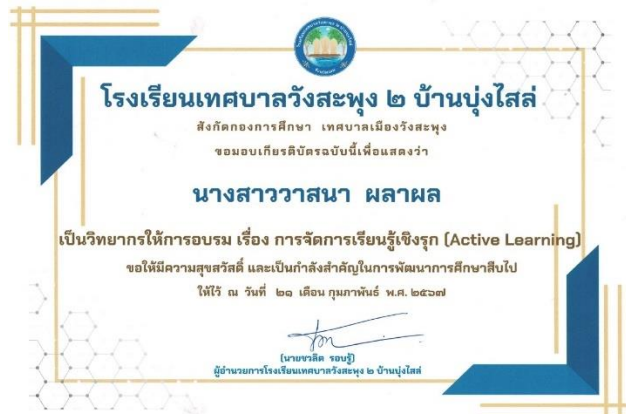 โรงเรียนเทศบาลวังสะพุง ๒ บ้านบุ่งไสล่
สังกัดกองการศึกษา เทศบาลเมืองวังสะพุง
ขอมอบเกียรติบัตรฉบับนี้เพื่อแสดงว่า
นางสาววาสนา ผลาผล
เป็นวิทยากรให้การอบรม เรื่อง การจัดการเรียนรู้เชิงรุก (Active Learning)
ขอให้มีความสุขสวัสดิ์ และเป็นกำลังสำคัญในการพัฒนาการศึกษาสืบไป
ให้ไว้ ณ วันที่ ๒๑ เดือน กุมภาพันธ์ พ.ศ. ๒๕๖๗
(นายชวลิต รอบรู้)
ผู้อำนวยการโรงเรียนเทศบาลวังสะพุง ๒ บ้านบุ่งไสล่